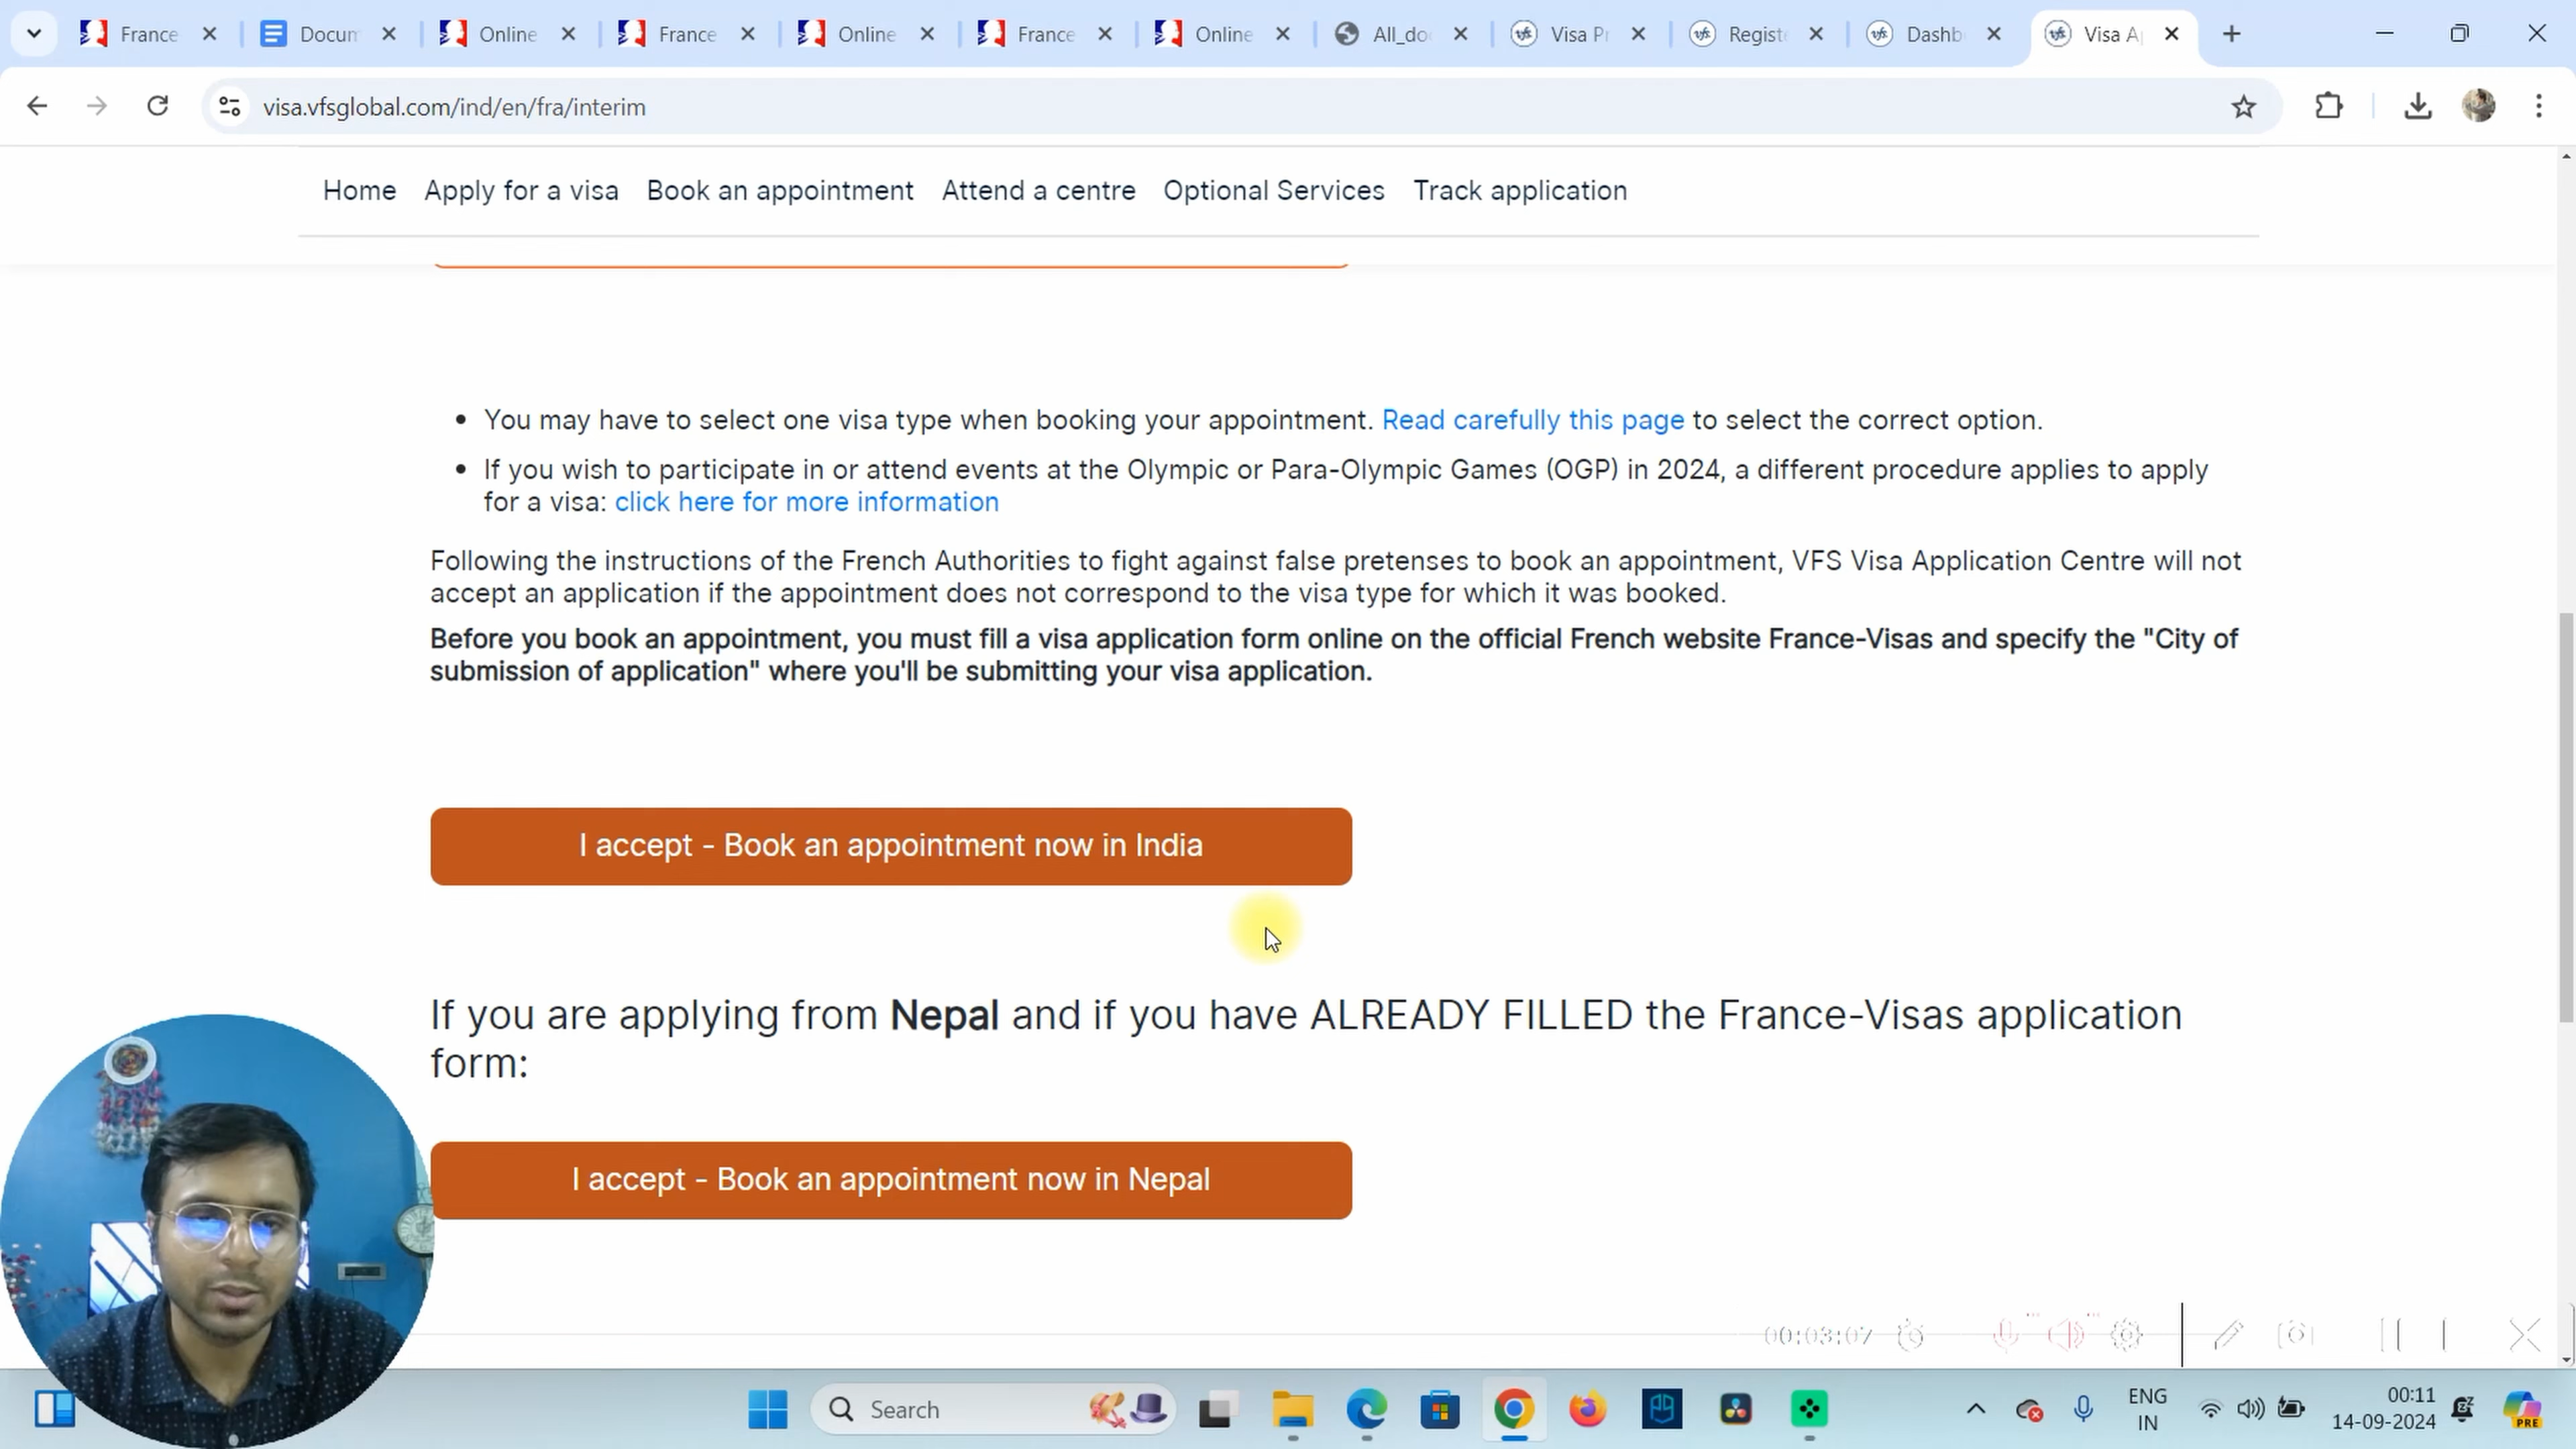 France
Docum
Online
France
Online
France
Online
All_do
Visa Pr
Registe
Dashb
Visa A
visa.vfsglobal.com/ind/en/fra/interim
Home
Apply for a visa
Book an appointment
Attend a centre
Optional Services
Track application
• You may have to select one visa type when booking your appointment. Read carefully this page to select the correct option.
• If you wish to participate in or attend events at the Olympic or Para-Olympic Games (OGP) in 2024, a different procedure applies to apply
for a visa: click here for more information
Following the instructions of the French Authorities to fight against false pretenses to book an appointment, VFS Visa Application Centre will not
accept an application if the appointment does not correspond to the visa type for which it was booked.
Before you book an appointment, you must fill a visa application form online on the official French website France-Visas and specify the "City of
submission of application" where you'll be submitting your visa application.
I accept - Book an appointment now in India
If you are applying from Nepal and if you have ALREADY FILLED the France-Visas application
form:
I accept - Book an appointment now in Nepal
00:03:07
Search
ENG
IN
00:11
14-09-2024
PRE